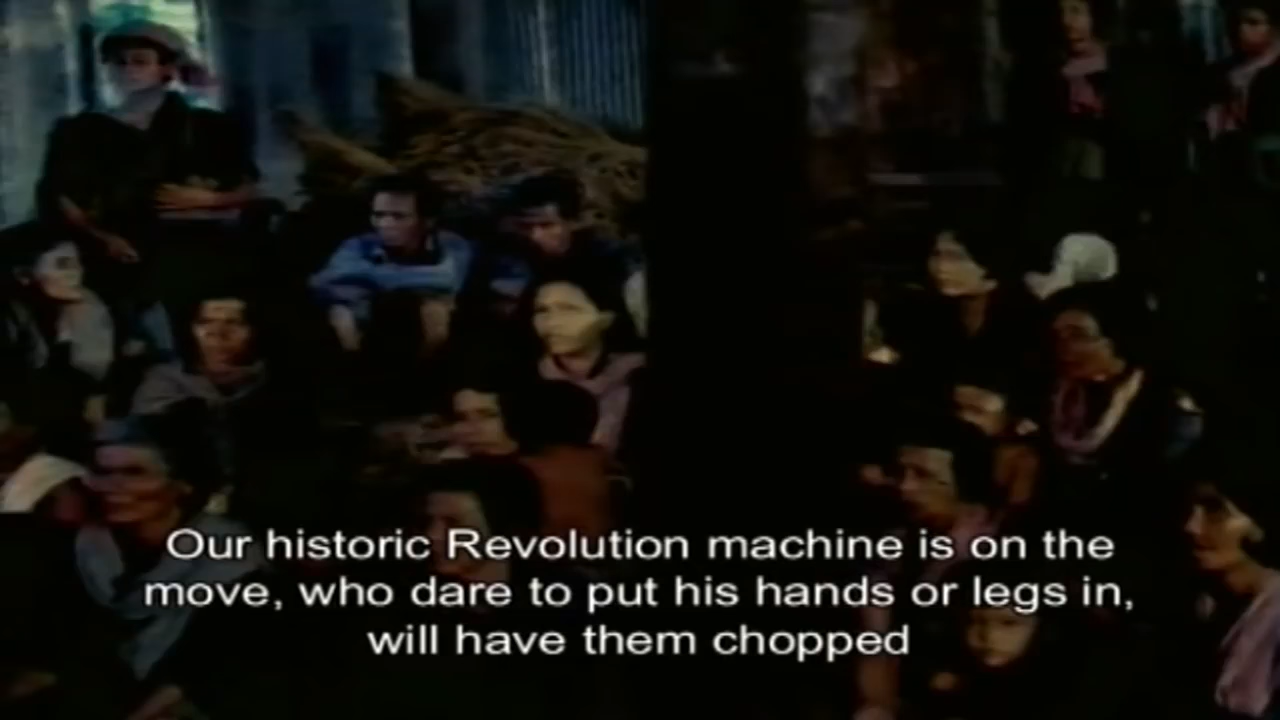 Our historic Revolution machine is on the
move, who dare to put his hands or legs in,
will have them chopped